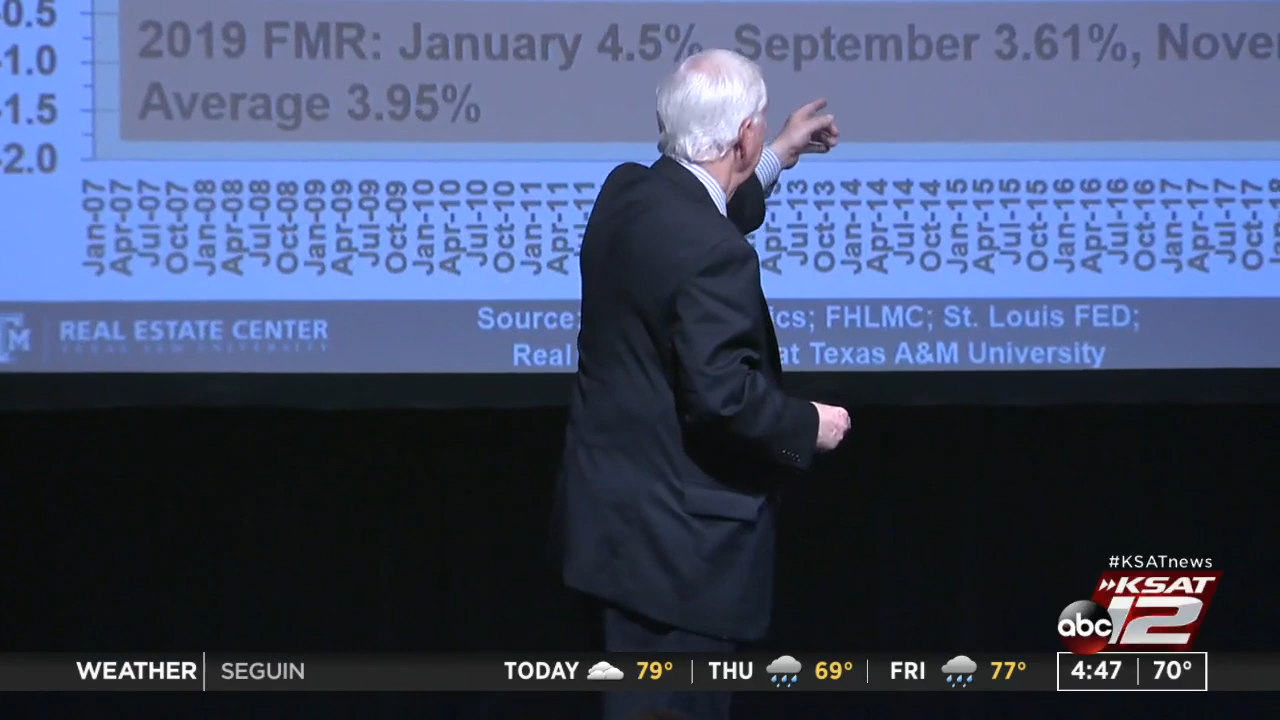 -0.5
-1.0
-1.5
-2.0
2019 FMR: January 4.5%, September 3.61%,
Average 3.95%
Jan-07
Apr-07
Jul-07
Oct-07
Jan-08
Apr-08
Jul-08
Oct-08
Jan-09
Apr-09
Jul-09
Oct-09
Jan-10
Apr-10
Jul-10
Oct-10
Jan-11
Apr-11
Apr-13
Jul-13
Oct-13
Jan-14
Apr-14
Jul-14
Oct-14
Jan-15
Apr-15
Jul-15
Oct-15
Jan-16
Apr-16
Jul-16
Oct-16
Jan-17
Apr-17
Jul-17
Oct-17
REAL ESTATE CENTER
TEXAS A&M UNIVERSITY
Source: ics; FHLMC; St. Louis FED;
Real at Texas A&M University
#KSATnews
KSAT
abc 12
WEATHER SEGUIN TODAY 79° THU 69° FRI 77° 4:47 70°